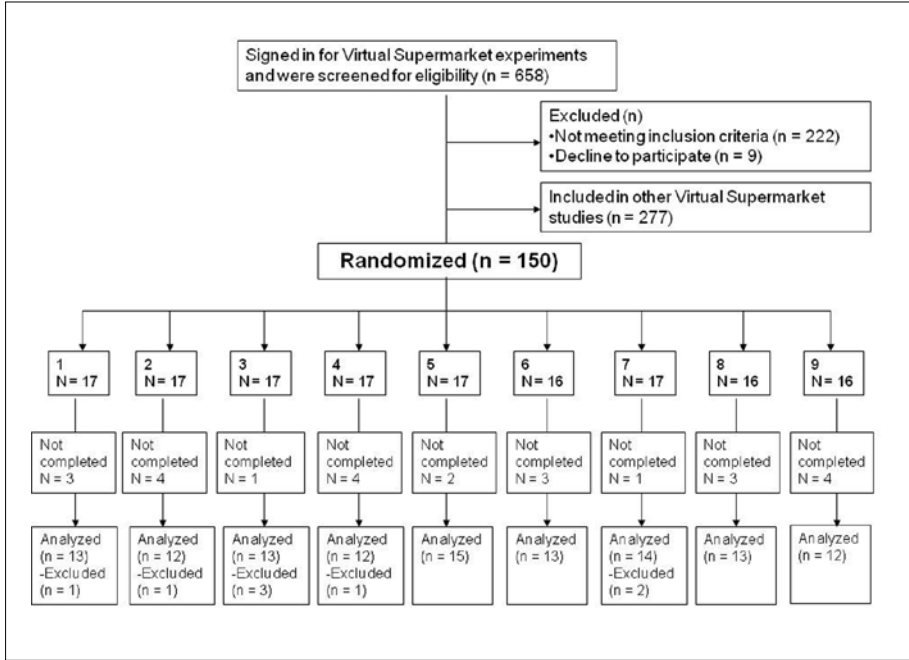 Signed in for Virtual Supermarket experiments
and were screened for eligibility (n = 658)
Excluded (n)
•Not meeting inclusion criteria (n = 222)
•Decline to participate (n = 9)
Included in other Virtual Supermarket
studies (n = 277)
Randomized (n = 150)
1
N = 17
2
N = 17
3
N = 17
4
N = 17
5
N = 17
6
N = 16
7
N = 17
8
N = 16
9
N = 16
Not
completed
N = 3
Not
completed
N = 4
Not
completed
N = 1
Not
completed
N = 4
Not
completed
N = 2
Not
completed
N = 3
Not
completed
N = 1
Not
completed
N = 3
Not
completed
N = 4
Analyzed
(n = 13)
-Excluded
(n = 1)
Analyzed
(n = 12)
-Excluded
(n = 1)
Analyzed
(n = 13)
-Excluded
(n = 3)
Analyzed
(n = 12)
-Excluded
(n = 1)
Analyzed
(n = 15)
Analyzed
(n = 13)
Analyzed
(n = 14)
-Excluded
(n = 2)
Analyzed
(n = 13)
Analyzed
(n = 12)